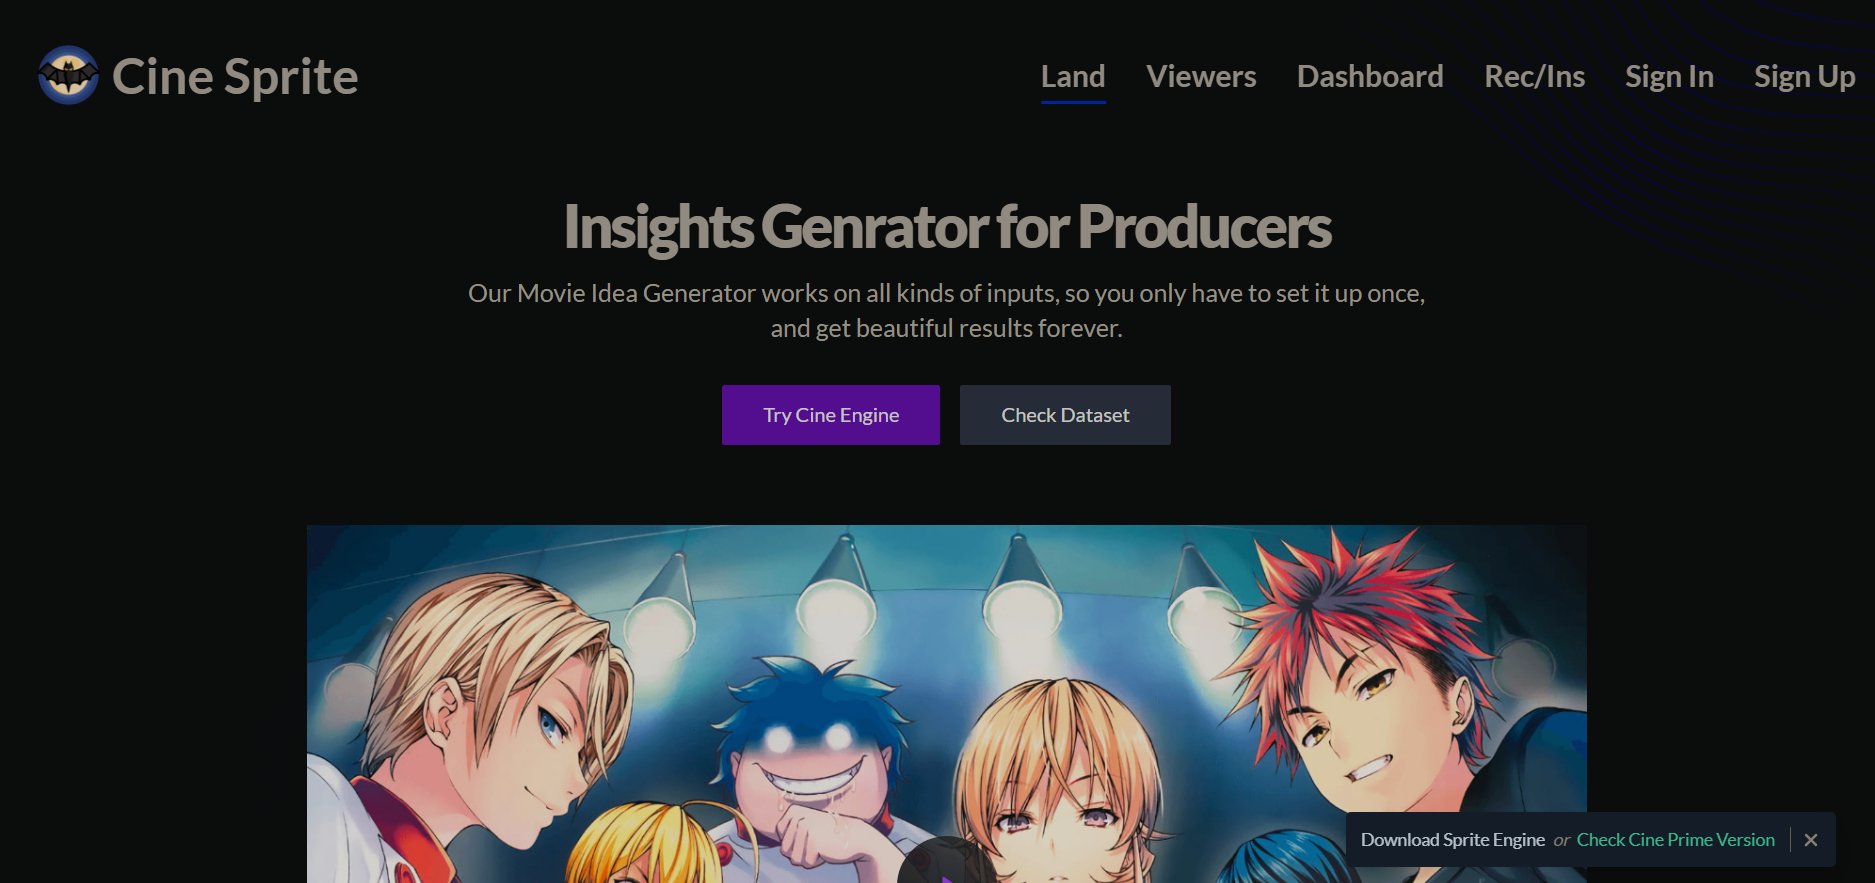 Cine Sprite
Land Viewers Dashboard Rec/Ins Sign In Sign Up
Insights Genrator for Producers
Our Movie Idea Generator works on all kinds of inputs, so you only have to set it up once,
and get beautiful results forever.
Try Cine Engine Check Dataset
Download Sprite Engine or Check Cine Prime Version ×